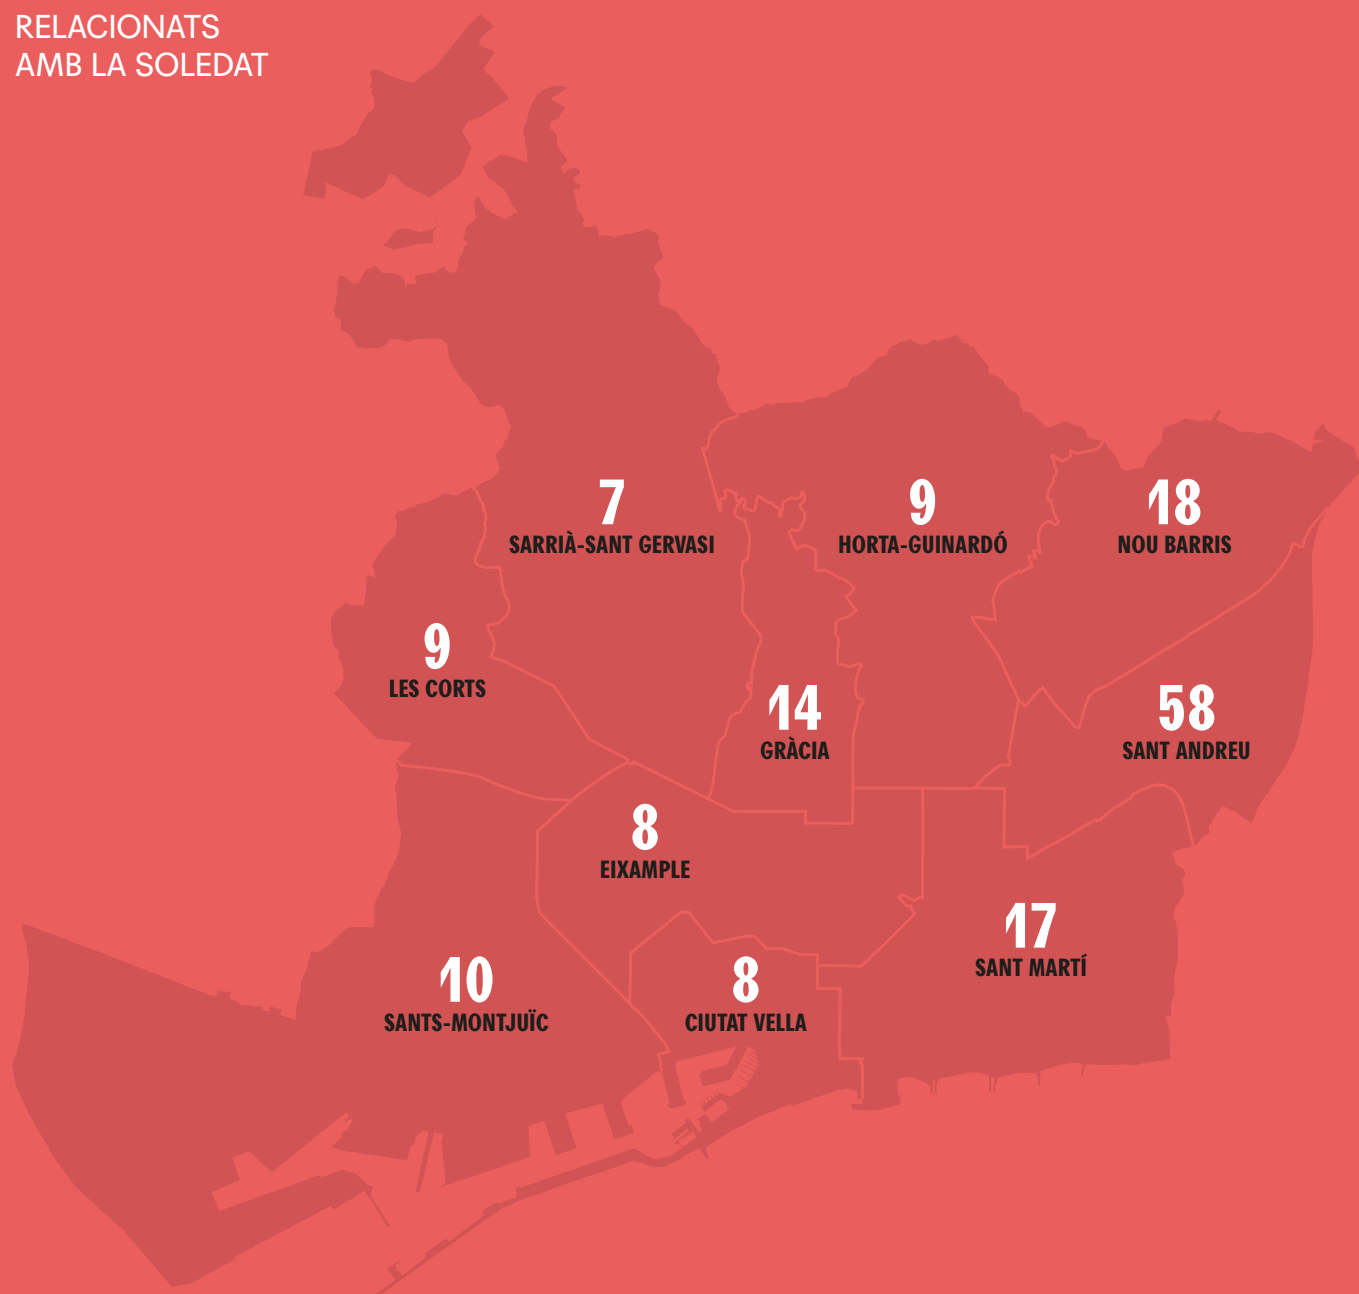 RELACIONATS
AMB LA SOLEDAT
7
SARRIÀ-SANT GERVASI
9
HORTA-GUINARDÓ
18
NOU BARRIS
9
LES CORTS
14
GRÀCIA
58
SANT ANDREU
8
EIXAMPLE
17
SANT MARTÍ
10
SANTS-MONTJUÏC
8
CIUTAT VELLA